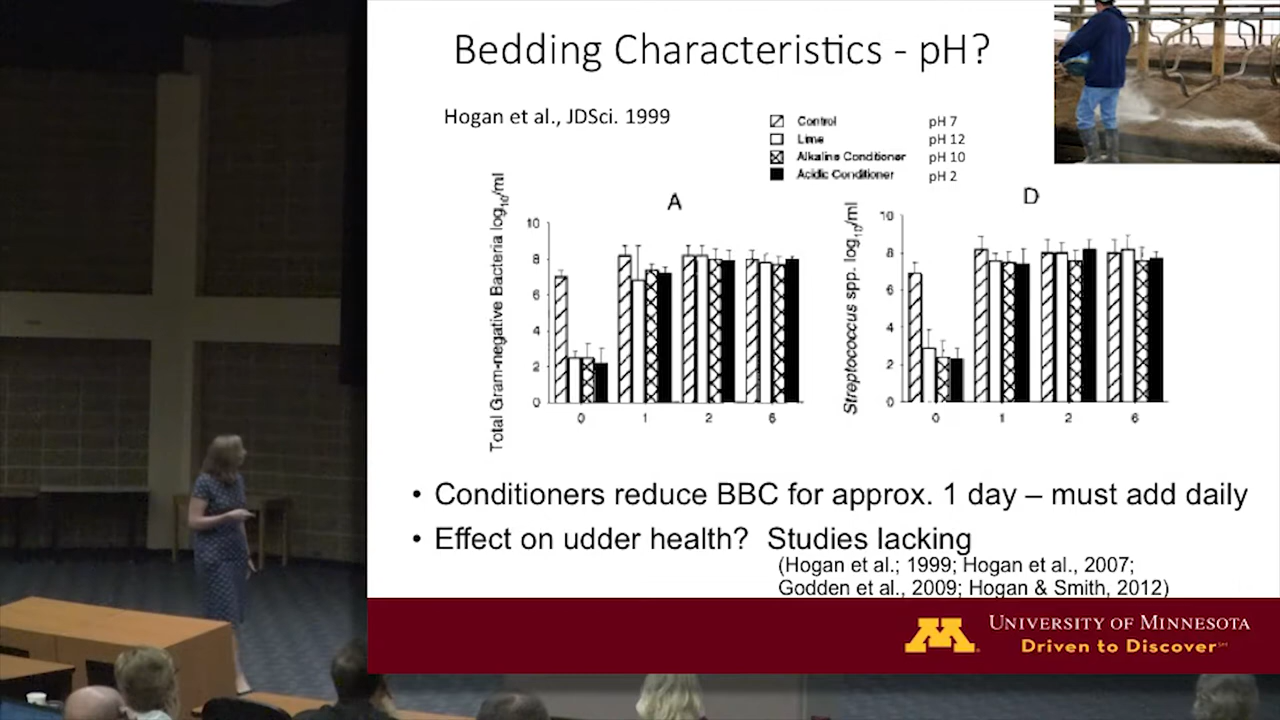 Bedding Characteristics - pH?
Hogan et al., JDSci. 1999
Control pH 7
Lime pH 12
Alkaline Conditioner pH 10
Acidic Conditioner pH 2
A
Total Gram-negative Bacteria log10/ml
10
8
6
4
2
0
0 1 2 6
D
Streptococcus spp. log10/ml
10
8
6
4
2
0
0 1 2 6
• Conditioners reduce BBC for approx. 1 day – must add daily
• Effect on udder health? Studies lacking
(Hogan et al.; 1999; Hogan et al., 2007;
Godden et al., 2009; Hogan & Smith, 2012)
M
UNIVERSITY OF MINNESOTA
Driven to Discover℠